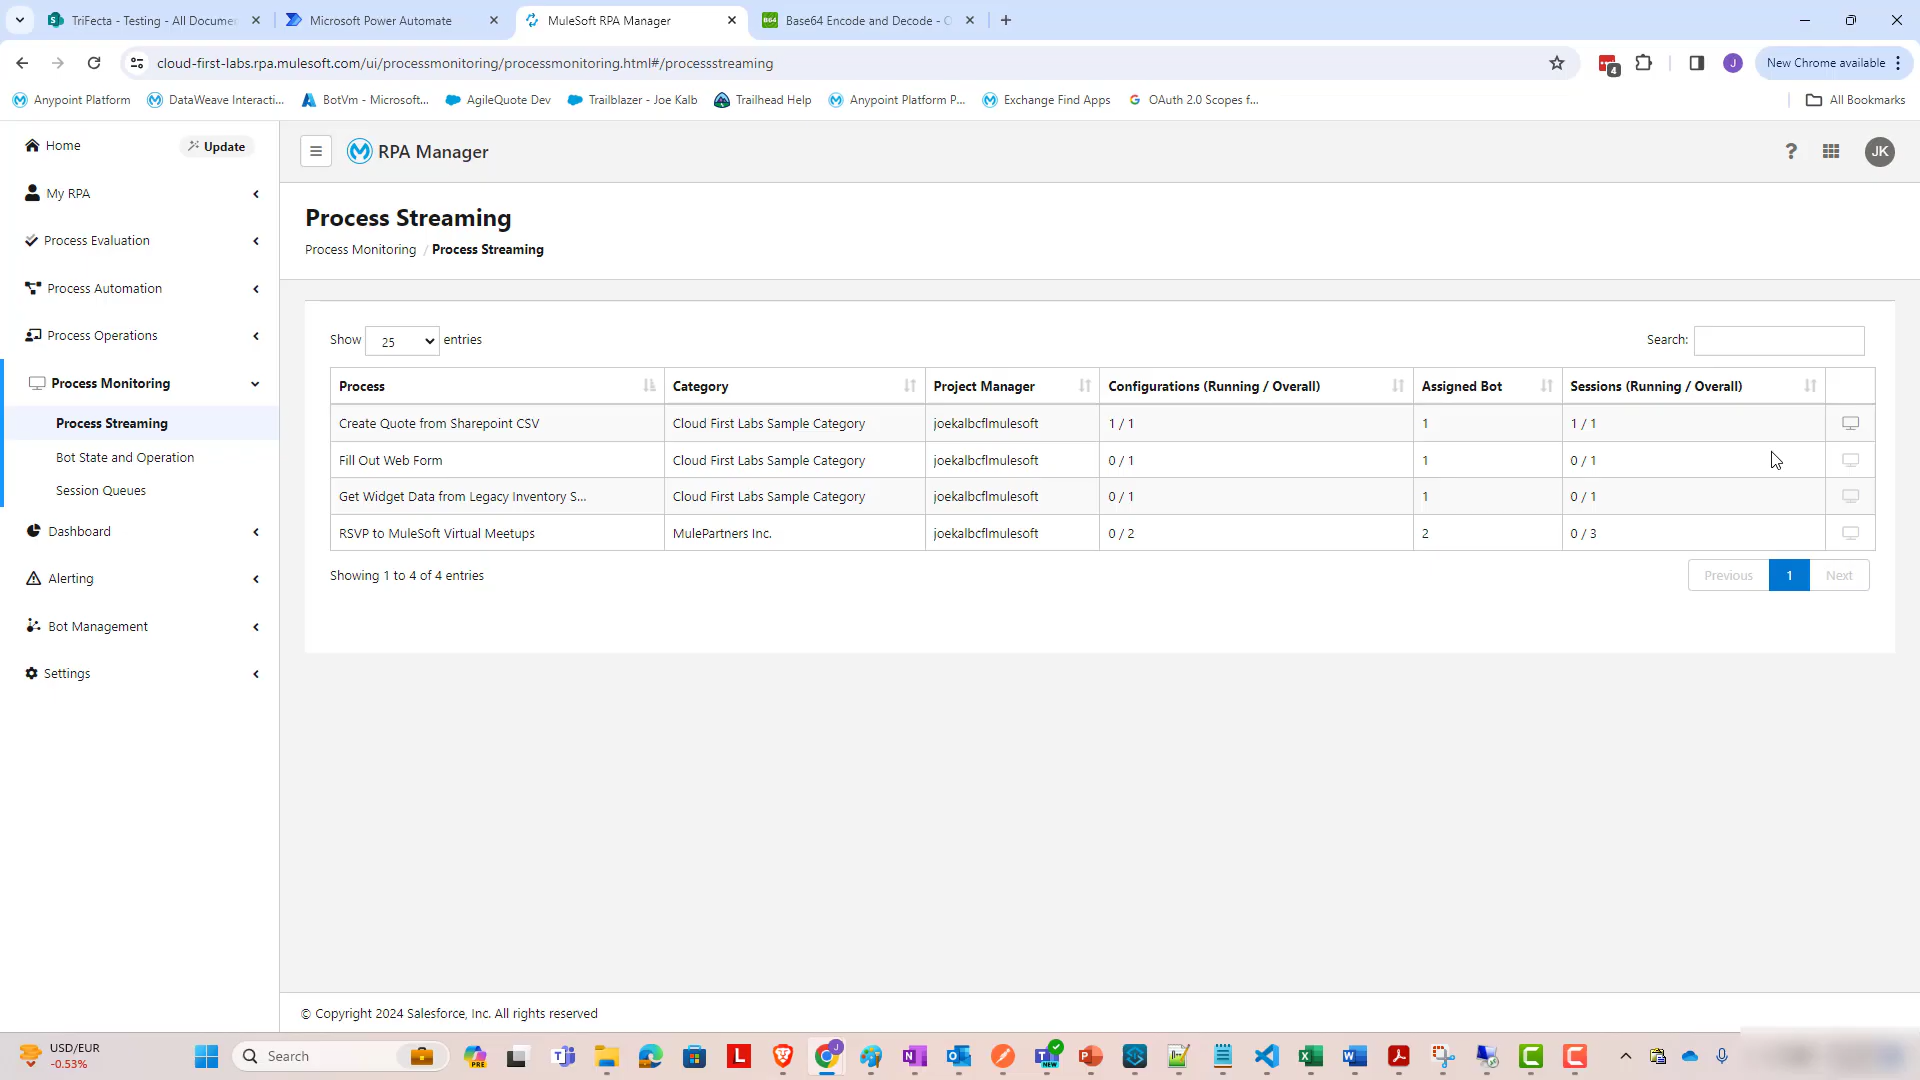 TriFecta - Testing - All Docume
Microsoft Power Automate
MuleSoft RPA Manager
B64 Base64 Encode and Decode - O
cloud-first-labs.rpa.mulesoft.com/ui/processmonitoring/processmonitoring.html#/processstreaming
4
J
New Chrome available
Anypoint Platform
DataWeave Interacti...
BotVm - Microsoft...
AgileQuote Dev
Trailblazer - Joe Kalb
Trailhead Help
Anypoint Platform P...
Exchange Find Apps
OAuth 2.0 Scopes f...
All Bookmarks
Home
Update
My RPA
Process Evaluation
Process Automation
Process Operations
Process Monitoring
Process Streaming
Bot State and Operation
Session Queues
Dashboard
Alerting
Bot Management
Settings
RPA Manager
?
JK
Process Streaming
Process Monitoring / Process Streaming
Show 25 entries
Search:
Process Category Project Manager Configurations (Running / Overall) Assigned Bot Sessions (Running / Overall)
Create Quote from Sharepoint CSV Cloud First Labs Sample Category joekalbcflmulesoft 1 / 1 1 1 / 1
Fill Out Web Form Cloud First Labs Sample Category joekalbcflmulesoft 0 / 1 1 0 / 1
Get Widget Data from Legacy Inventory S... Cloud First Labs Sample Category joekalbcflmulesoft 0 / 1 1 0 / 1
RSVP to MuleSoft Virtual Meetups MulePartners Inc. joekalbcflmulesoft 0 / 2 2 0 / 3
Showing 1 to 4 of 4 entries
Previous 1 Next
© Copyright 2024 Salesforce, Inc. All rights reserved
USD/EUR
-0.53%
Search
PRE
L
J
NEW